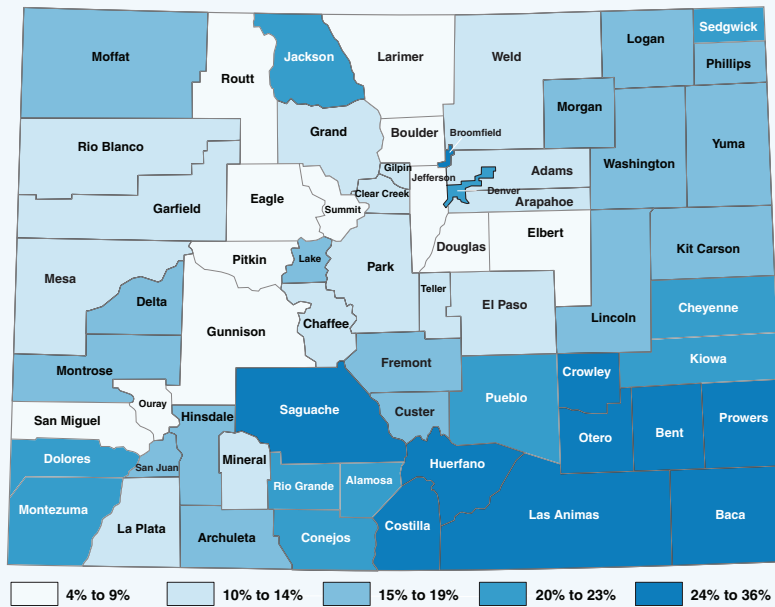 Sedgwick
Moffat
Jackson
Larimer
Weld
Logan
Phillips
Routt
Morgan
Boulder
Broomfield
Grand
Rio Blanco
Yuma
Washington
Gilpin
Jefferson
Adams
Denver
Clear Creek
Arapahoe
Eagle
Garfield
Summit
Elbert
Douglas
Kit Carson
Pitkin
Lake
Park
Mesa
Teller
Delta
El Paso
Cheyenne
Lincoln
Chaffee
Gunnison
Kiowa
Fremont
Montrose
Crowley
Pueblo
Ouray
Saguache
Custer
Hinsdale
San Miguel
Prowers
Bent
Otero
Dolores
Mineral
Huerfano
San Juan
Alamosa
Rio Grande
Montezuma
Las Animas
Baca
Costilla
La Plata
Archuleta
Conejos
4% to 9% 10% to 14% 15% to 19% 20% to 23% 24% to 36%